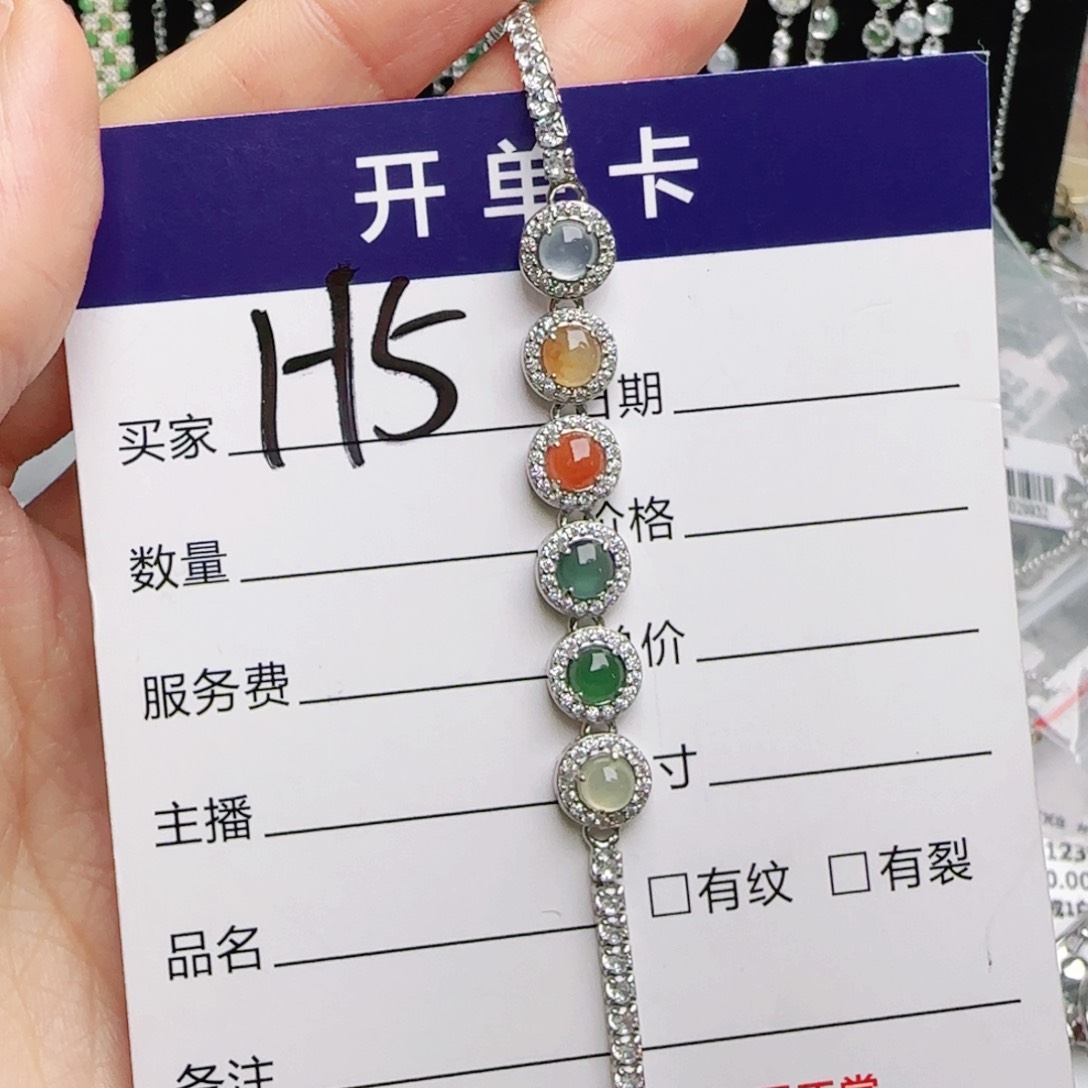 开单卡
买家 H5 日期
数量 价格
服务费 单价
主播 寸
品名 □有纹 □有裂
备注